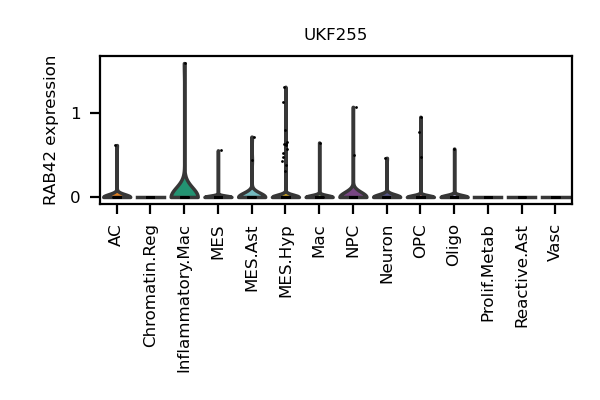 UKF255
RAB42 expression
1
0
AC
Chromatin.Reg
Inflammatory.Mac
MES
MES.Ast
MES.Hyp
Mac
NPC
Neuron
OPC
Oligo
Prolif.Metab
Reactive.Ast
Vasc